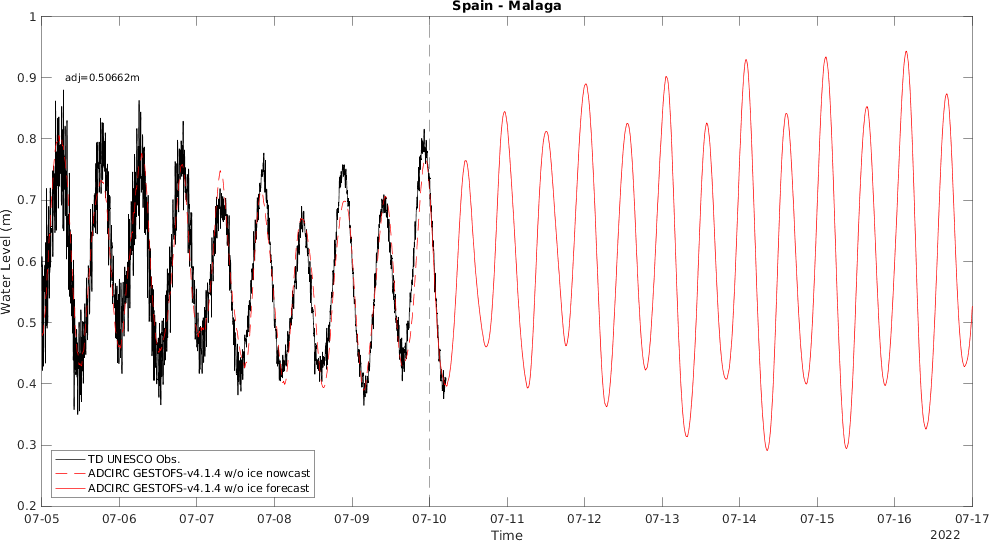 Spain - Malaga
1
0.9
adj=0.50662m
0.8
0.7
0.6
0.5
0.4
0.3
0.2
Water Level (m)
TD UNESCO Obs.
ADCIRC GESTOFS-v4.1.4 w/o ice nowcast
ADCIRC GESTOFS-v4.1.4 w/o ice forecast
07-05 07-06 07-07 07-08 07-09 07-10 07-11 07-12 07-13 07-14 07-15 07-16 07-17
Time
2022